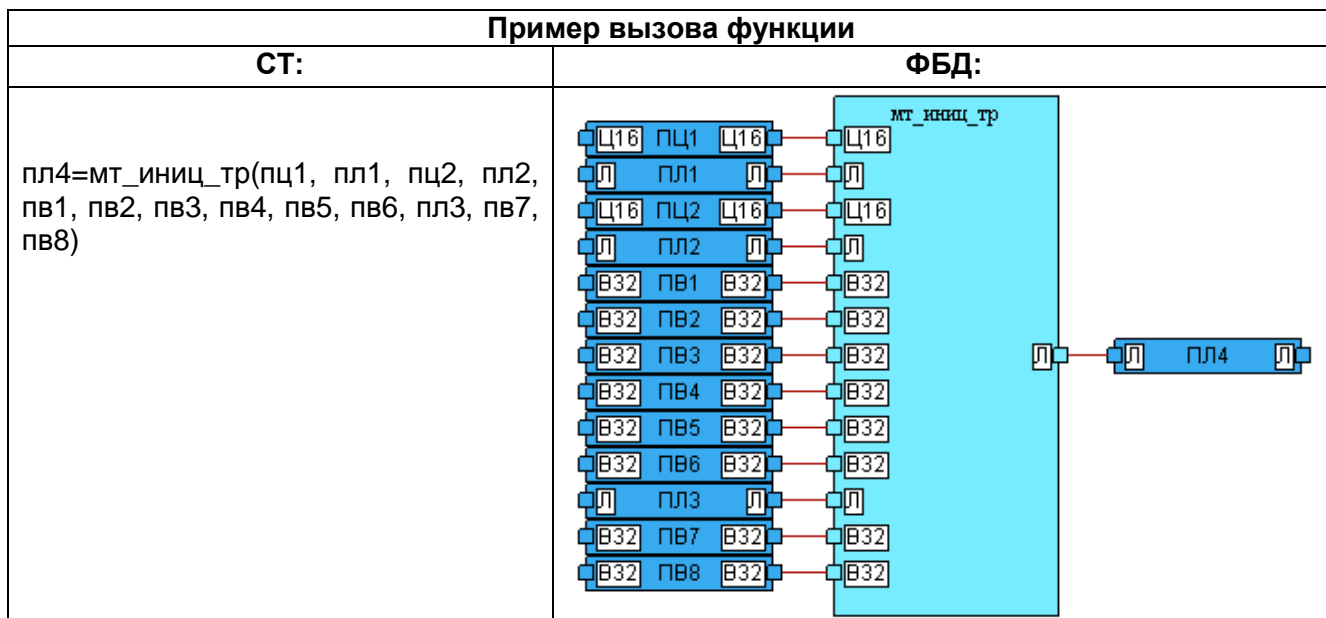 Пример вызова функции
СТ:
ФБД:
пл4=мт_иниц_тр(пц1, пл1, пц2, пл2,
пв1, пв2, пв3, пв4, пв5, пв6, пл3, пв7,
пв8)
мт_иниц_тр
Ц16 ПЦ1 Ц16 Ц16
Л ПЛ1 Л Л
Ц16 ПЦ2 Ц16 Ц16
Л ПЛ2 Л Л
В32 ПВ1 В32 В32
В32 ПВ2 В32 В32
В32 ПВ3 В32 В32 Л Л ПЛ4 Л
В32 ПВ4 В32 В32
В32 ПВ5 В32 В32
В32 ПВ6 В32 В32
Л ПЛ3 Л Л
В32 ПВ7 В32 В32
В32 ПВ8 В32 В32